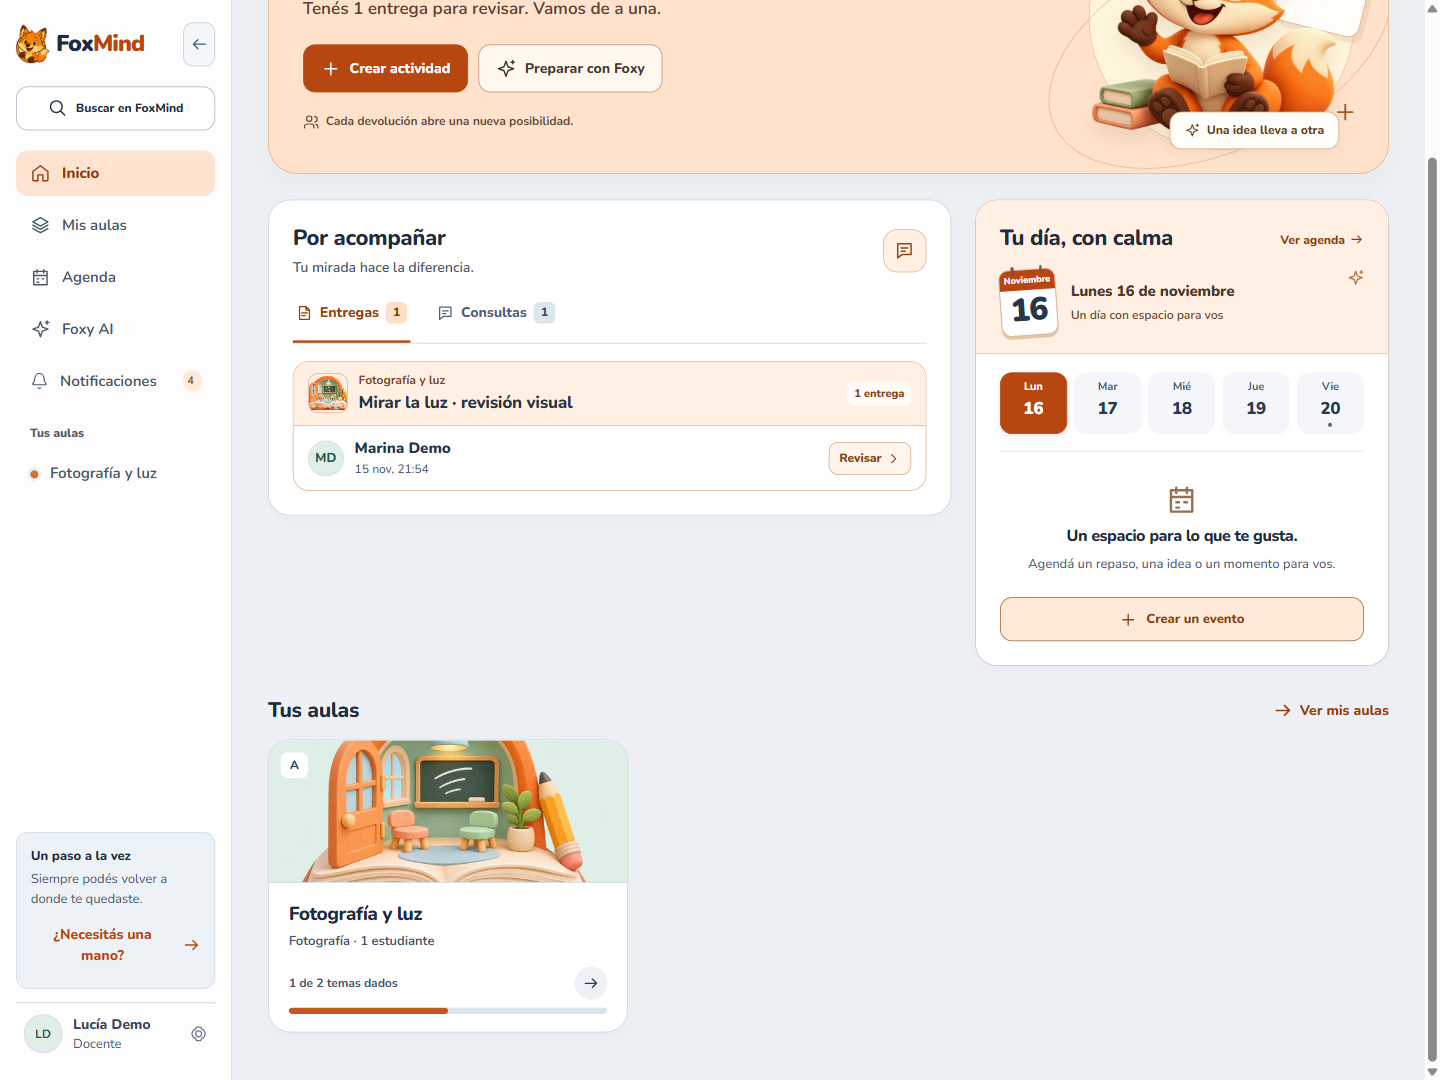 FoxMind
Buscar en FoxMind
Inicio
Mis aulas
Agenda
Foxy AI
Notificaciones 4
Tus aulas
Fotografía y luz
Un paso a la vez
Siempre podés volver a
donde te quedaste.
¿Necesitás una
mano?
LD
Lucía Demo
Docente
Tenés 1 entrega para revisar. Vamos de a una.
Crear actividad
Preparar con Foxy
Cada devolución abre una nueva posibilidad.
Una idea lleva a otra
Por acompañar
Tu mirada hace la diferencia.
Entregas 1
Consultas 1
Fotografía y luz
Mirar la luz · revisión visual
1 entrega
MD
Marina Demo
15 nov, 21:54
Revisar
Tu día, con calma
Ver agenda
Noviembre
16
Lunes 16 de noviembre
Un día con espacio para vos
Lun
16
Mar
17
Mié
18
Jue
19
Vie
20
Un espacio para lo que te gusta.
Agendá un repaso, una idea o un momento para vos.
Crear un evento
Tus aulas
Ver mis aulas
A
Fotografía y luz
Fotografía · 1 estudiante
1 de 2 temas dados